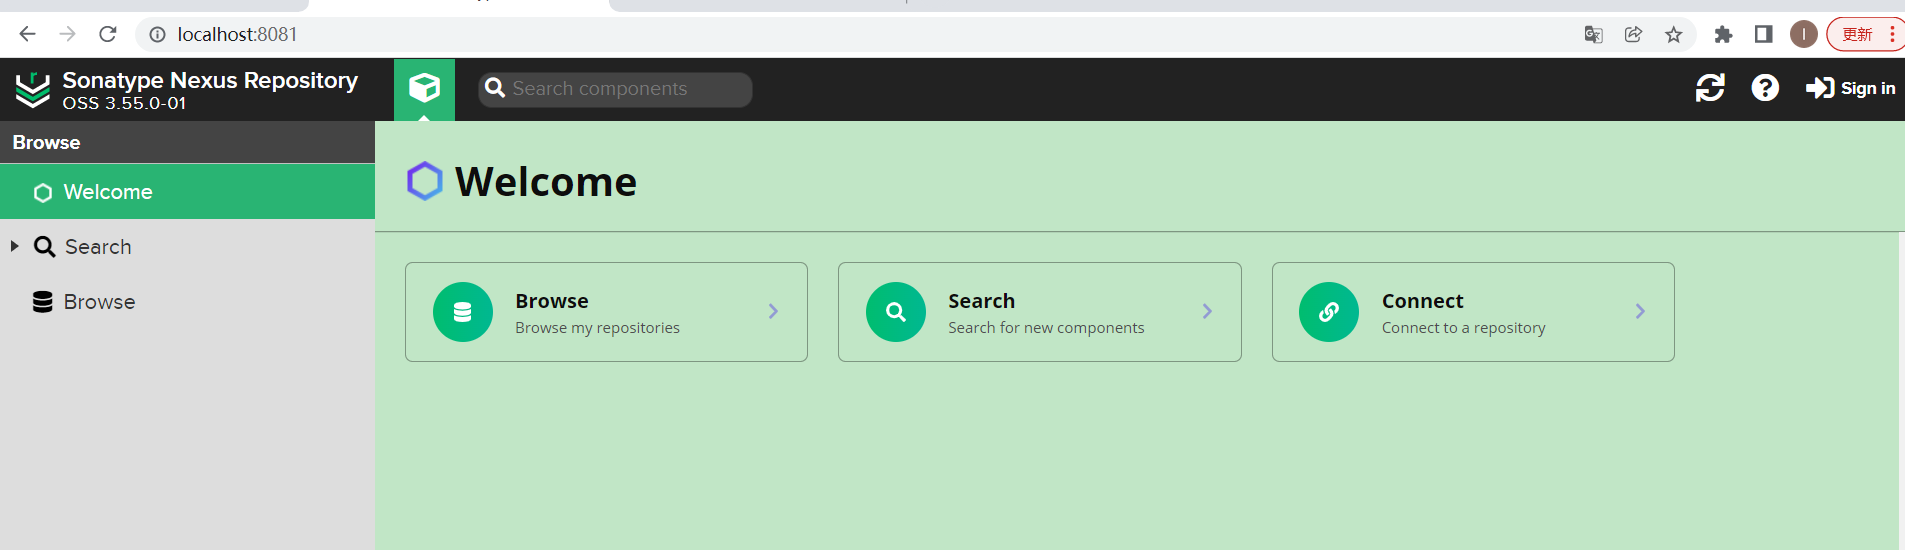 localhost:8081
更新
Sonatype Nexus Repository
OSS 3.55.0-01
Search components
Sign in
Browse
Welcome
Search
Browse
Welcome
Browse
Browse my repositories
Search
Search for new components
Connect
Connect to a repository